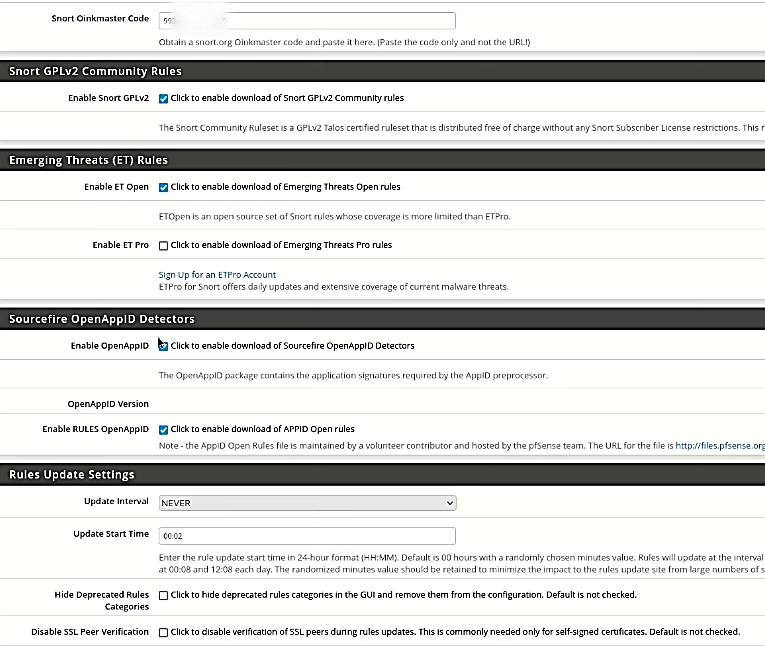 Snort Oinkmaster Code
Obtain a snort.org Oinkmaster code and paste it here. (Paste the code only and not the URL!)
Snort GPLv2 Community Rules
Enable Snort GPLv2 Click to enable download of Snort GPLv2 Community rules
The Snort Community Ruleset is a GPLv2 Talos certified ruleset that is distributed free of charge without any Snort Subscriber License restrictions. This r
Emerging Threats (ET) Rules
Enable ET Open Click to enable download of Emerging Threats Open rules
ETOpen is an open source set of Snort rules whose coverage is more limited than ETPro.
Enable ET Pro Click to enable download of Emerging Threats Pro rules
Sign Up for an ETPro Account
ETPro for Snort offers daily updates and extensive coverage of current malware threats.
Sourcefire OpenAppID Detectors
Enable OpenAppID Click to enable download of Sourcefire OpenAppID Detectors
The OpenAppID package contains the application signatures required by the AppID preprocessor.
OpenAppID Version
Enable RULES OpenAppID Click to enable download of APPID Open rules
Note - the AppID Open Rules file is maintained by a volunteer contributor and hosted by the pfSense team. The URL for the file is http://files.pfsense.org
Rules Update Settings
Update Interval NEVER
Update Start Time 00:02
Enter the rule update start time in 24-hour format (HH:MM). Default is 00 hours with a randomly chosen minutes value. Rules will update at the interval
at 00:08 and 12:08 each day. The randomized minutes value should be retained to minimize the impact to the rules update site from large numbers of s
Hide Deprecated Rules Click to hide deprecated rules categories in the GUI and remove them from the configuration. Default is not checked.
Categories
Disable SSL Peer Verification Click to disable verification of SSL peers during rules updates. This is commonly needed only for self-signed certificates. Default is not checked.